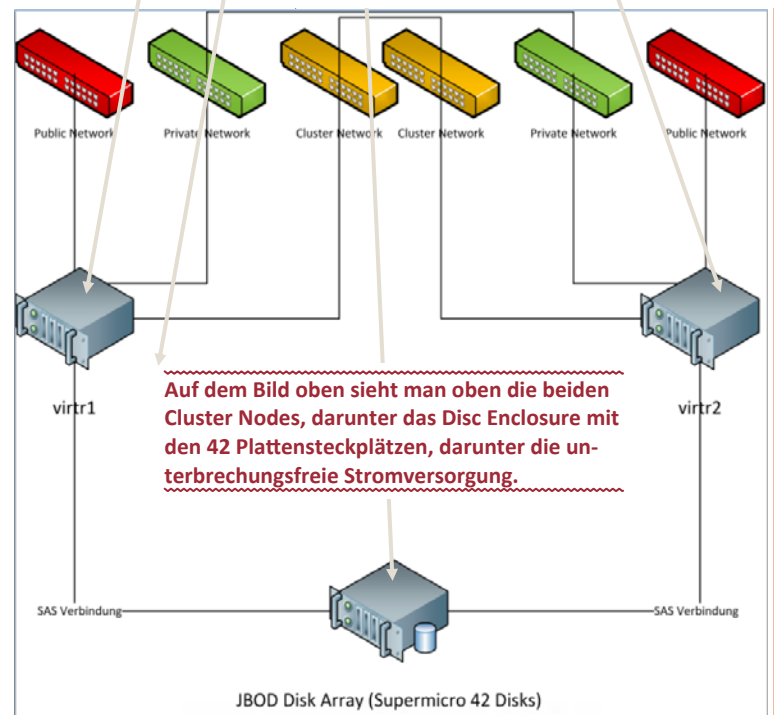 Public Network
Private Network
Cluster Network
Cluster Network
Private Network
Public Network
virtr1
virtr2
Auf dem Bild oben sieht man oben die beiden
Cluster Nodes, darunter das Disc Enclosure mit
den 42 Plattensteckplätzen, darunter die un-
terbrechungsfreie Stromversorgung.
SAS Verbindung
SAS Verbindung
JBOD Disk Array (Supermicro 42 Disks)